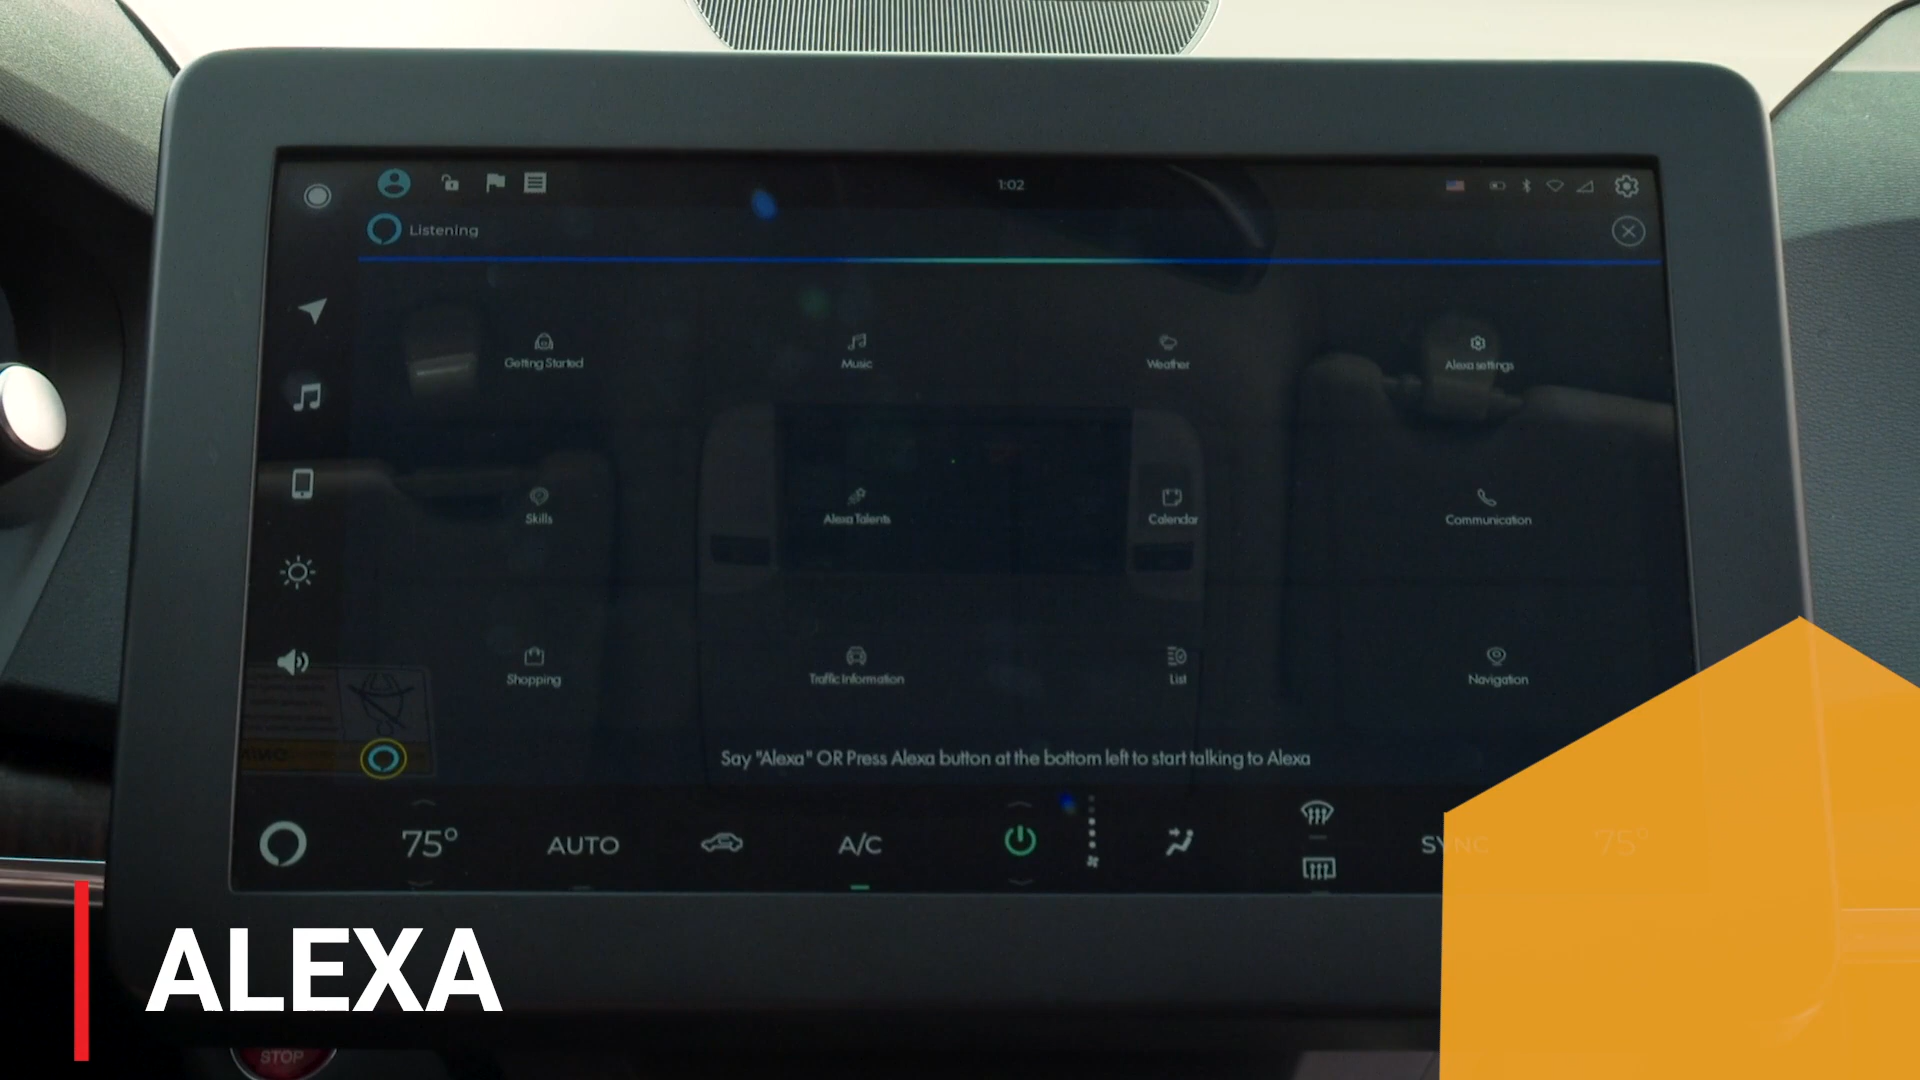 1:02
Listening
Getting Started
Music
Weather
Alexa settings
Skills
Alexa Talents
Calendar
Communication
Shopping
Traffic Information
List
Navigation
Say "Alexa" OR Press Alexa button at the bottom left to start talking to Alexa
75°
AUTO
A/C
SYNC
75°
ALEXA
STOP